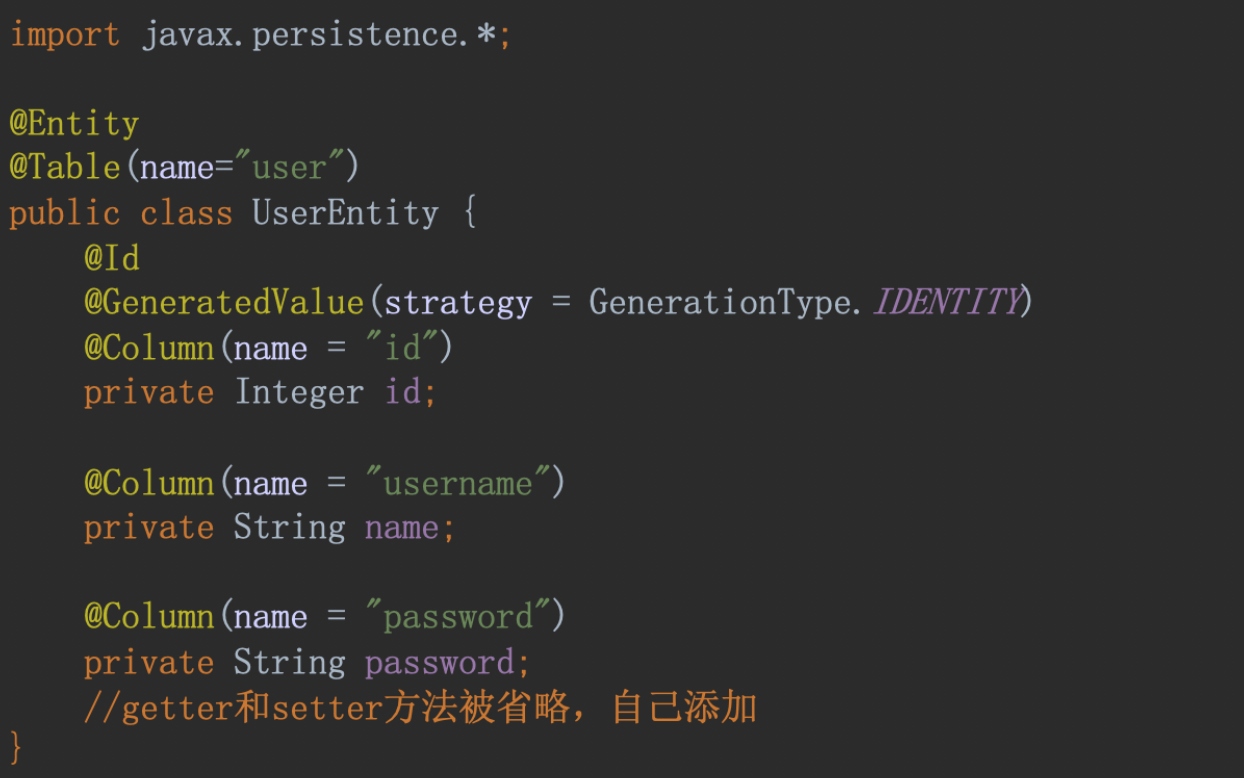 import javax.persistence.*;
@Entity
@Table(name="user")
public class UserEntity {
@Id
@GeneratedValue(strategy = GenerationType.IDENTITY)
@Column(name = "id")
private Integer id;
@Column(name = "username")
private String name;
@Column(name = "password")
private String password;
//getter和setter方法被省略，自己添加
}